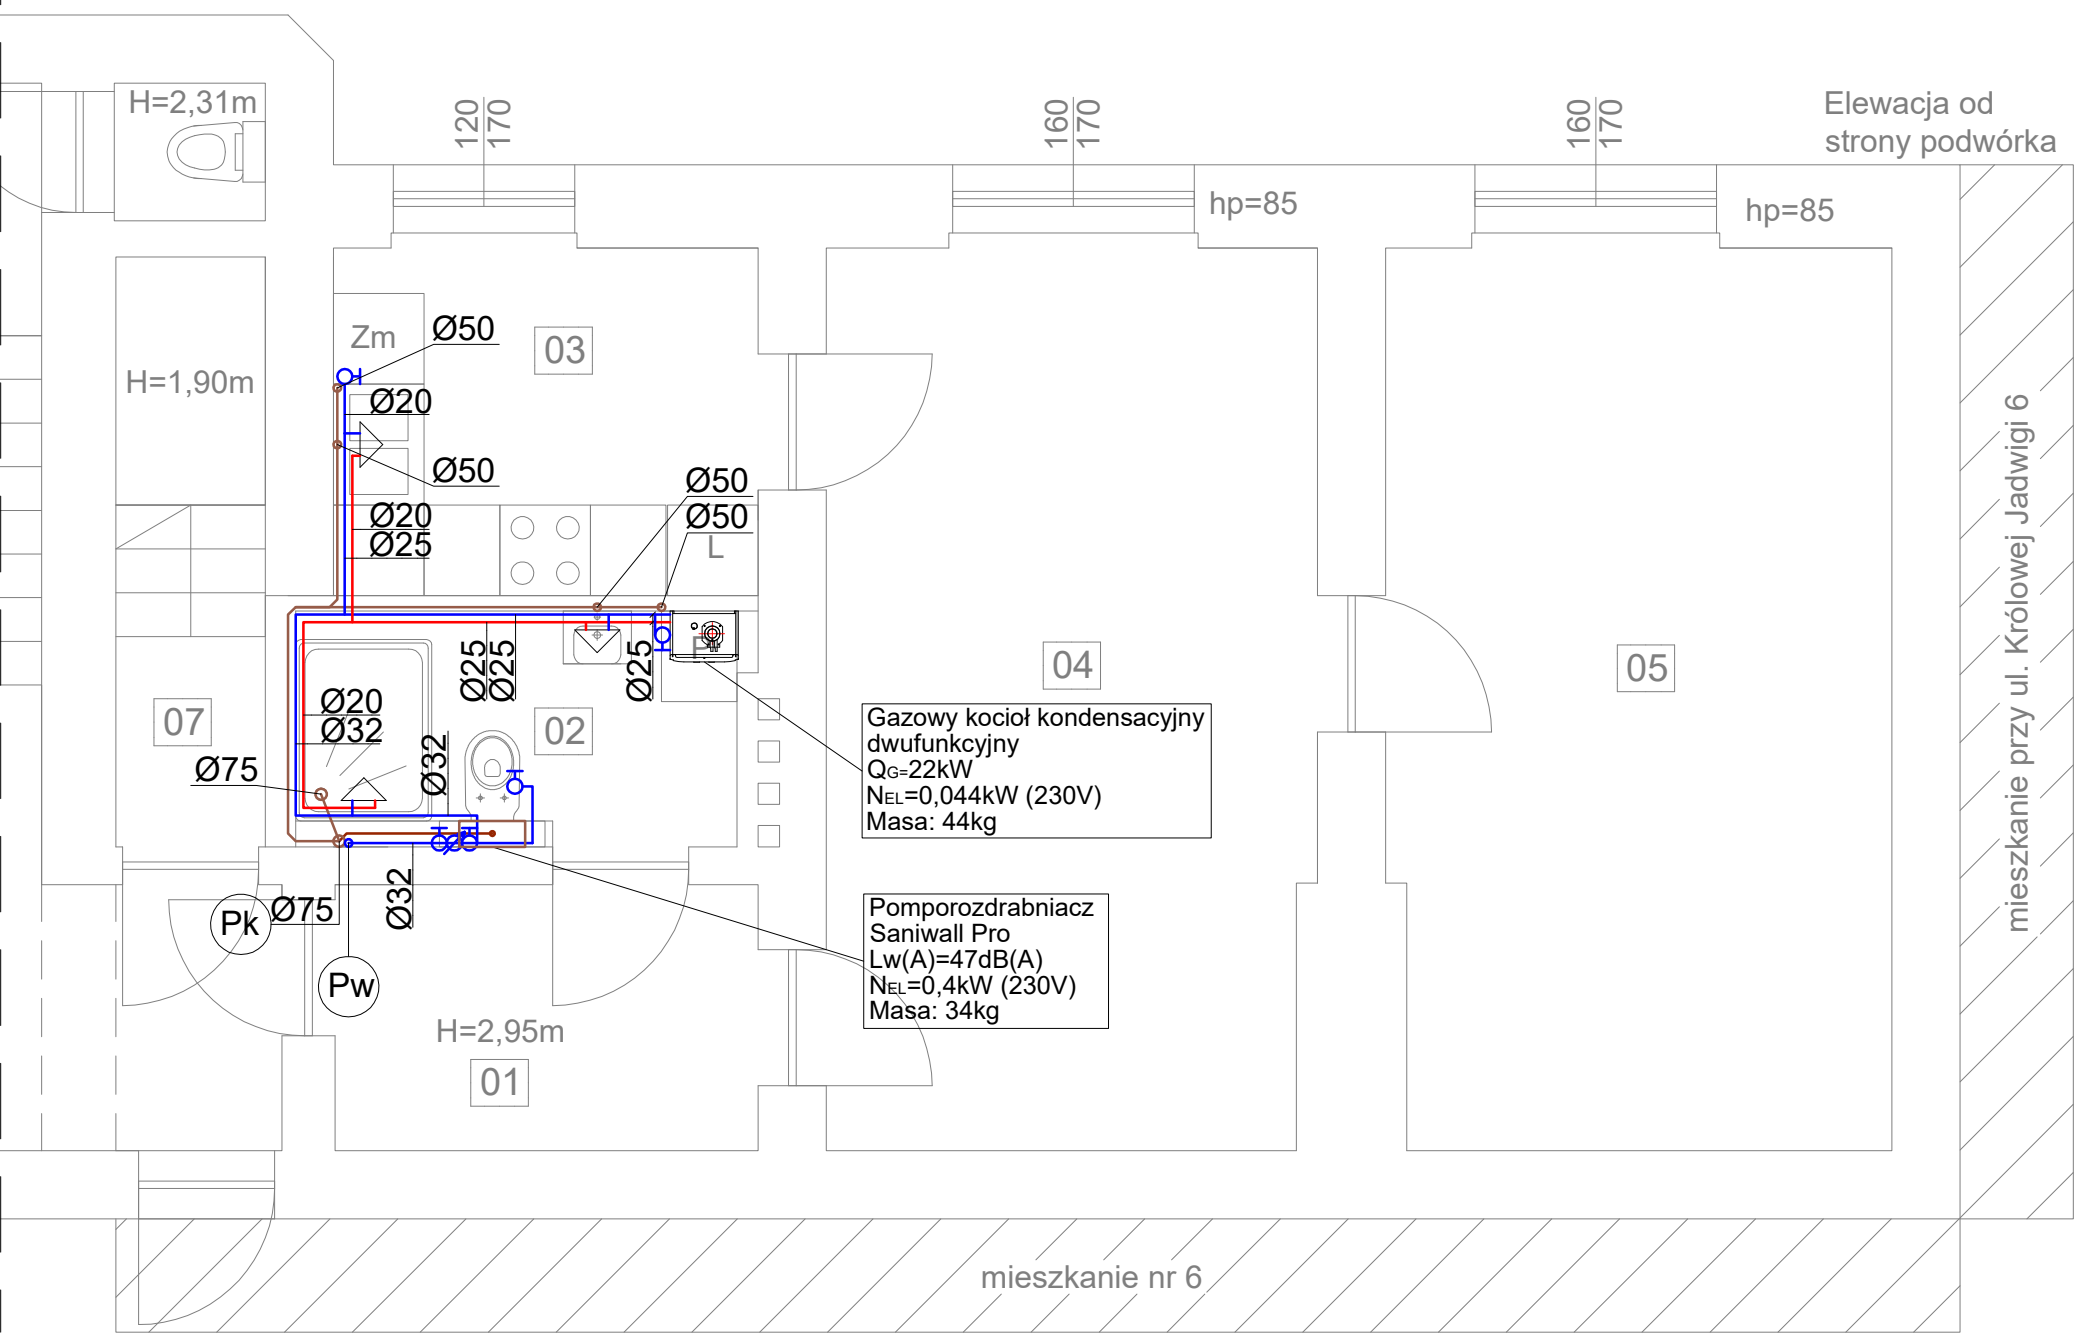 H=2,31m
120
170
160
170
160
170
Elewacja od
strony podwórka
hp=85
hp=85
Zm
Ø50
03
H=1,90m
Ø20
Ø50
Ø50
Ø50
Ø20
Ø25
L
mieszkanie przy ul. Królowej Jadwigi 6
Ø25
Ø25
Ø25
P
04
05
07
Ø20
Ø32
02
Ø32
Ø75
Gazowy kocioł kondensacyjny
dwufunkcyjny
QG=22kW
NEL=0,044kW (230V)
Masa: 44kg
Pk
Ø75
Ø32
Pomporozdrabniacz
Saniwall Pro
Lw(A)=47dB(A)
NEL=0,4kW (230V)
Masa: 34kg
Pw
H=2,95m
01
mieszkanie nr 6